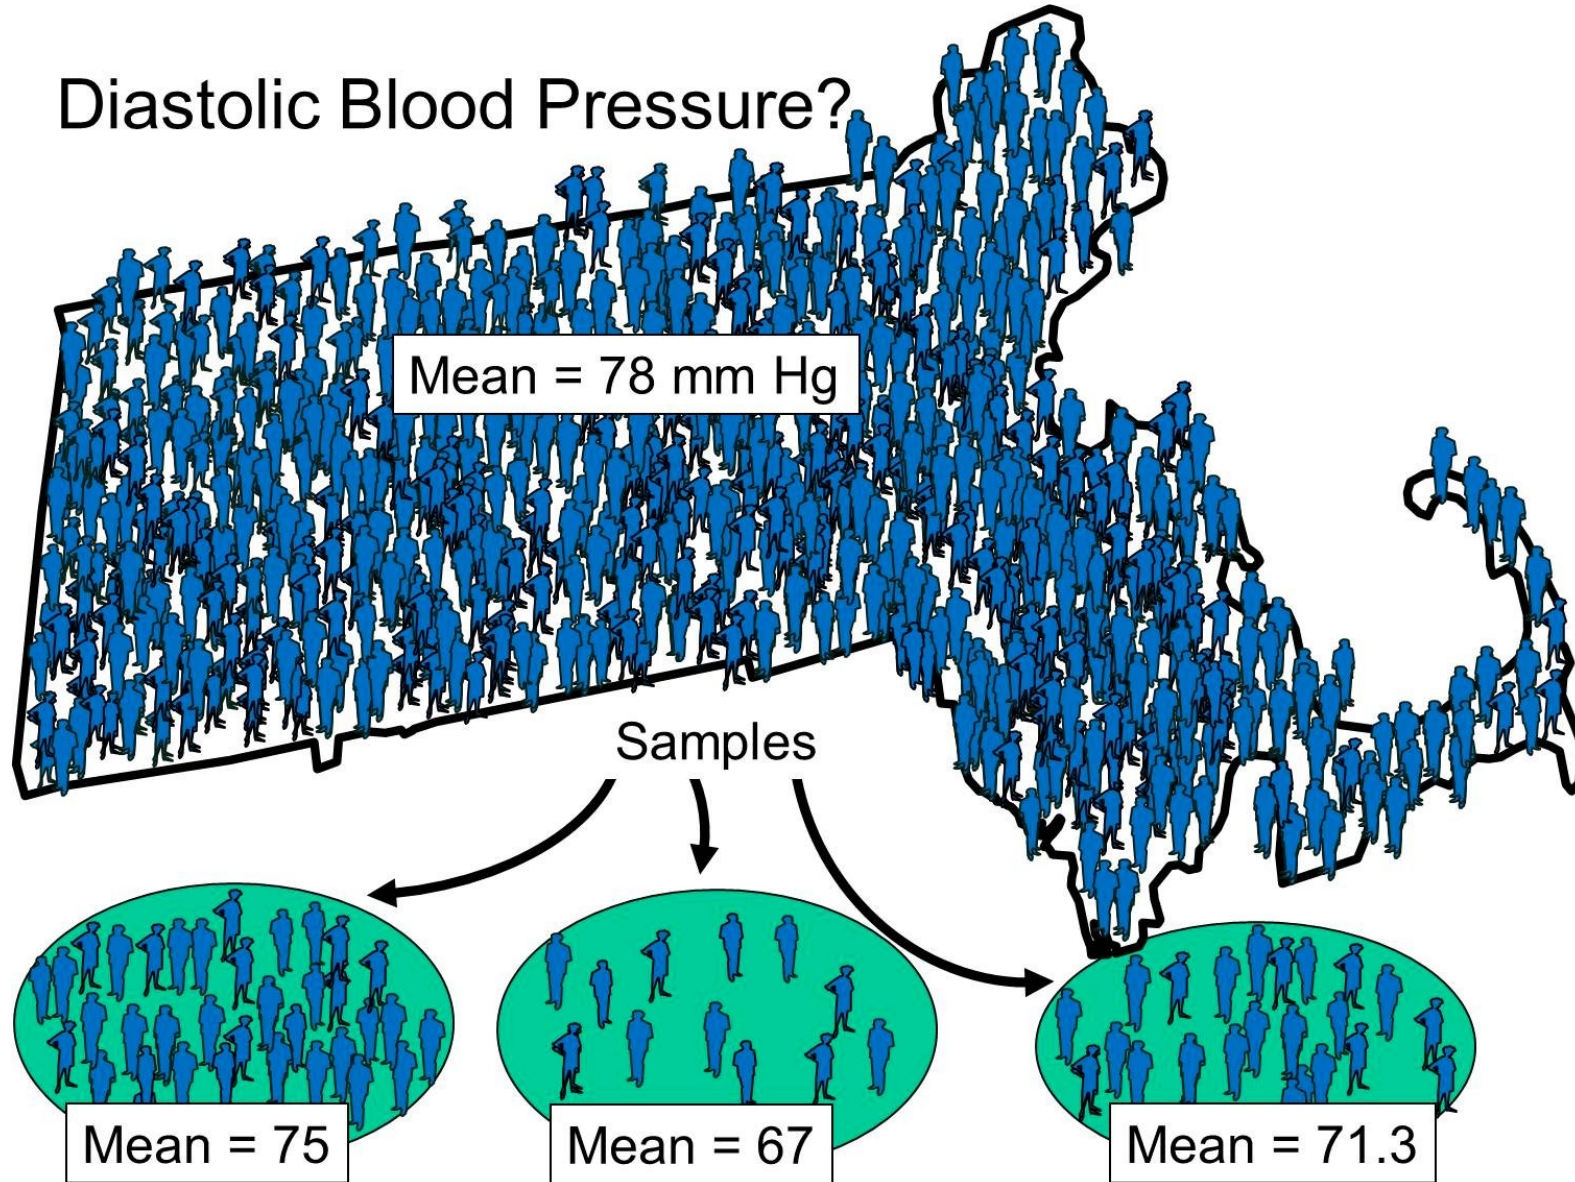 Diastolic Blood Pressure?
Mean = 78 mm Hg
Samples
Mean = 75
Mean = 67
Mean = 71.3